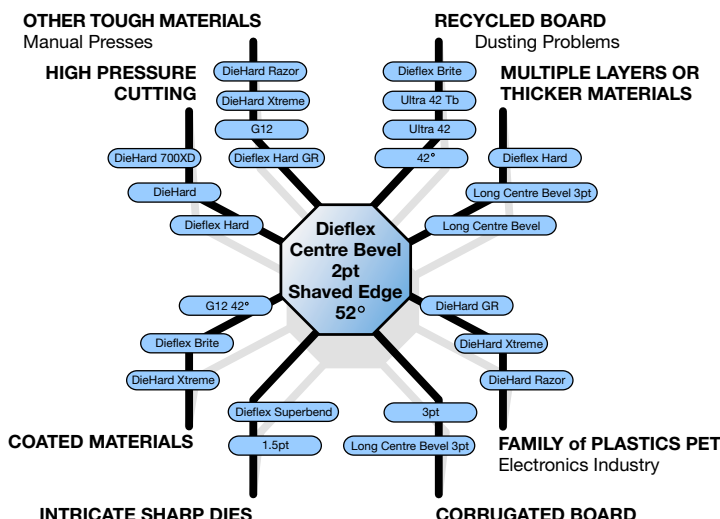 OTHER TOUGH MATERIALS
Manual Presses
DieHard Razor
DieHard Xtreme
G12
Dieflex Hard GR
RECYCLED BOARD
Dusting Problems
Dieflex Brite
Ultra 42 Tb
Ultra 42
42°
HIGH PRESSURE
CUTTING
DieHard 700XD
DieHard
Dieflex Hard
MULTIPLE LAYERS OR
THICKER MATERIALS
Dieflex Hard
Long Centre Bevel 3pt
Long Centre Bevel
Dieflex
Centre Bevel
2pt
Shaved Edge
52°
G12 42°
Dieflex Brite
DieHard Xtreme
COATED MATERIALS
DieHard GR
DieHard Xtreme
DieHard Razor
FAMILY of PLASTICS PET
Electronics Industry
Dieflex Superbend
1.5pt
INTRICATE SHARP DIES
3pt
Long Centre Bevel 3pt
CORRUGATED BOARD